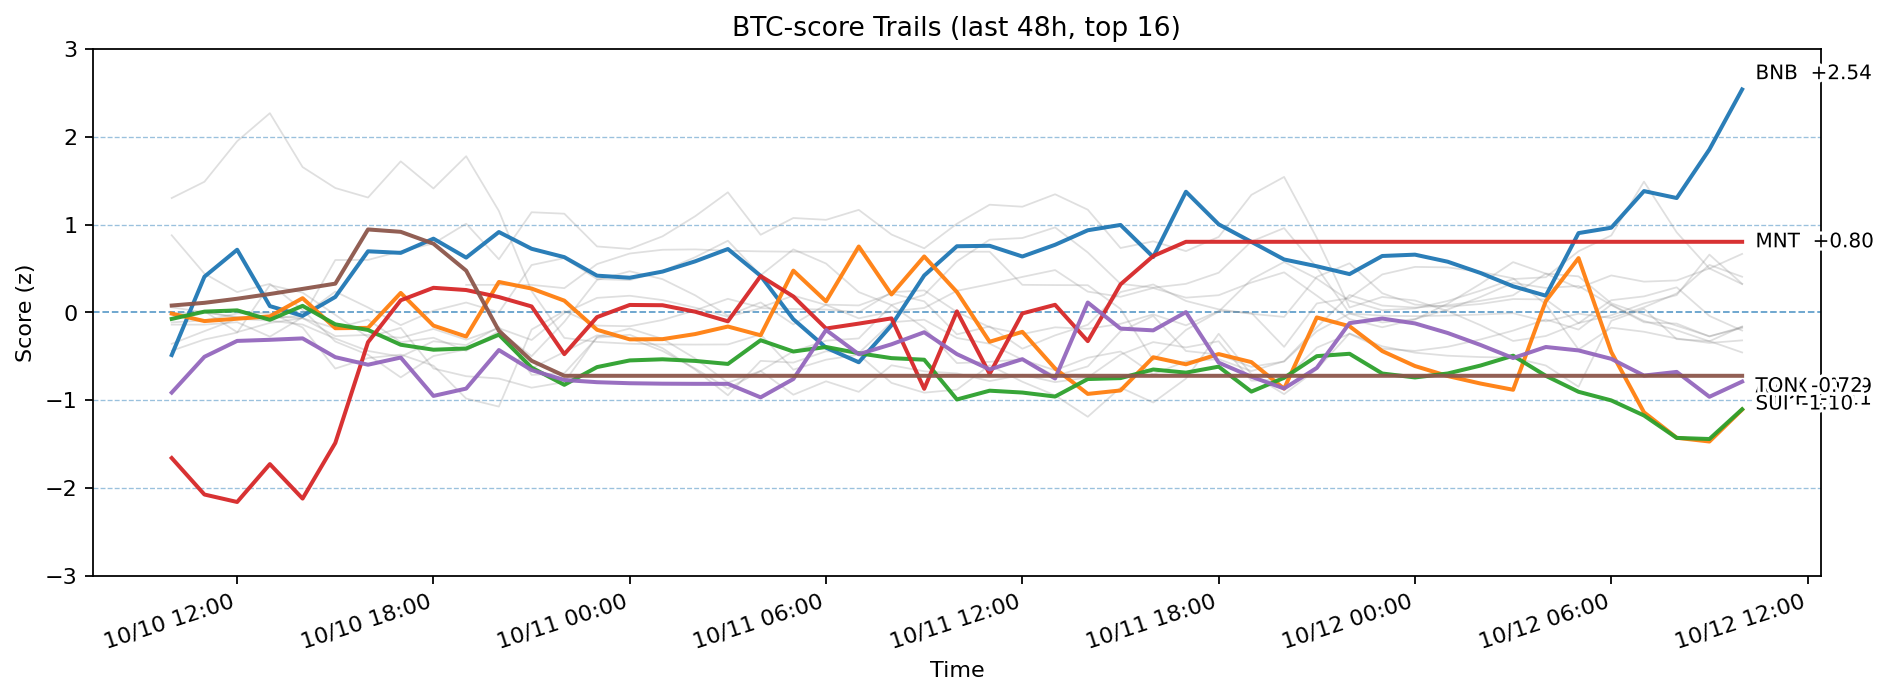 BTC-score Trails (last 48h, top 16)
Score (z)
3
2
1
0
−1
−2
−3
BNB +2.54
MNT +0.80
SUI -1.10
10/10 12:00
10/10 18:00
10/11 00:00
10/11 06:00
10/11 12:00
10/11 18:00
10/12 00:00
10/12 06:00
10/12 12:00
Time